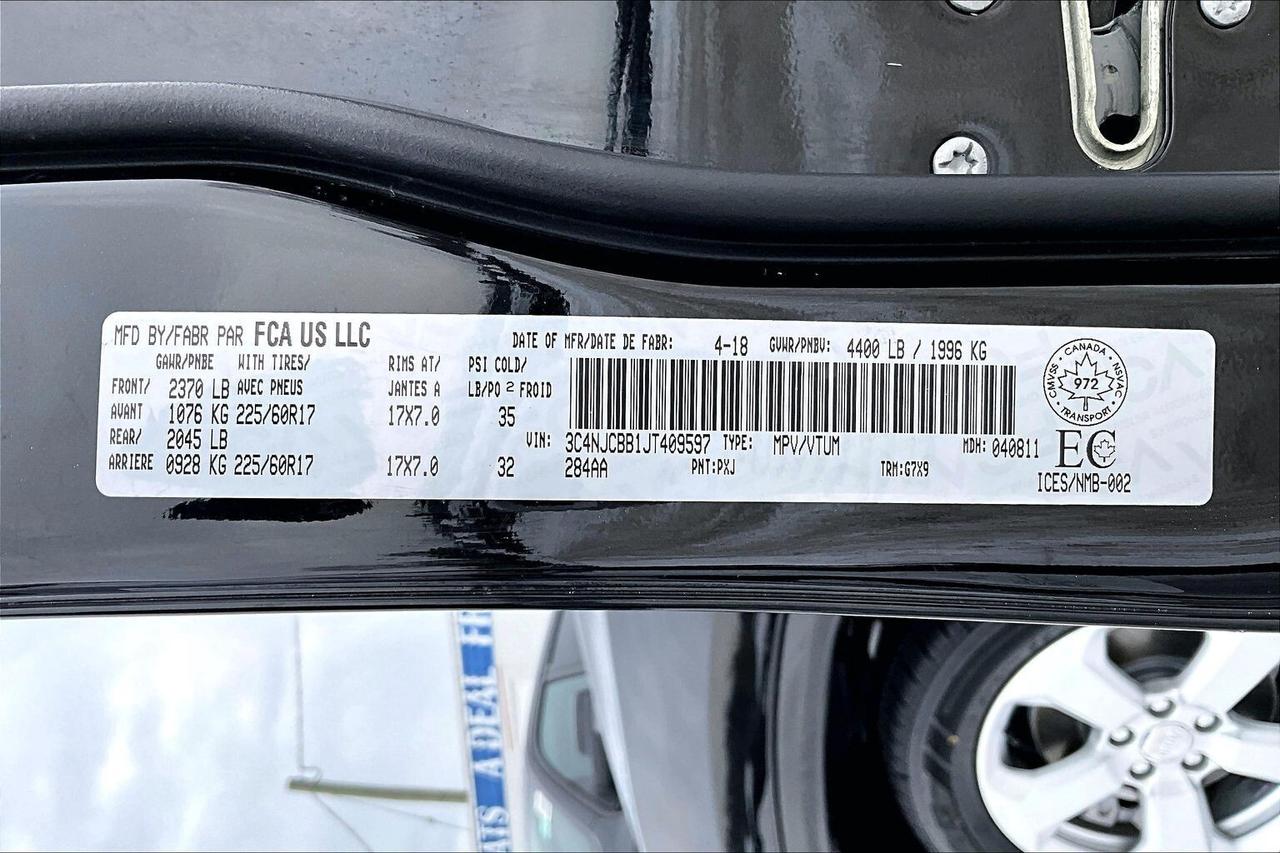 MFD BY/FABR PAR FCA US LLC
DATE OF MFR/DATE DE FABR: 4-18 GVWR/PNBV: 4400 LB / 1996 KG
GAWR/PNBE WITH TIRES/ RIMS AT/ PSI COLD/
FRONT/ 2370 LB AVEC PNEUS JANTES A LB/PO 2 FROID
AVANT 1076 KG 225/60R17 17X7.0 35
REAR/ 2045 LB VIN: 3C4NJCBB1JT409597 TYPE: MPV/VTUM MDH: 040811
ARRIERE 0928 KG 225/60R17 17X7.0 32 284AA PNT:PXJ TRM:G7X9
CANADA
CMVSS 972 NSVAC
TRANSPORT
EC
ICES/NMB-002
A DEAL